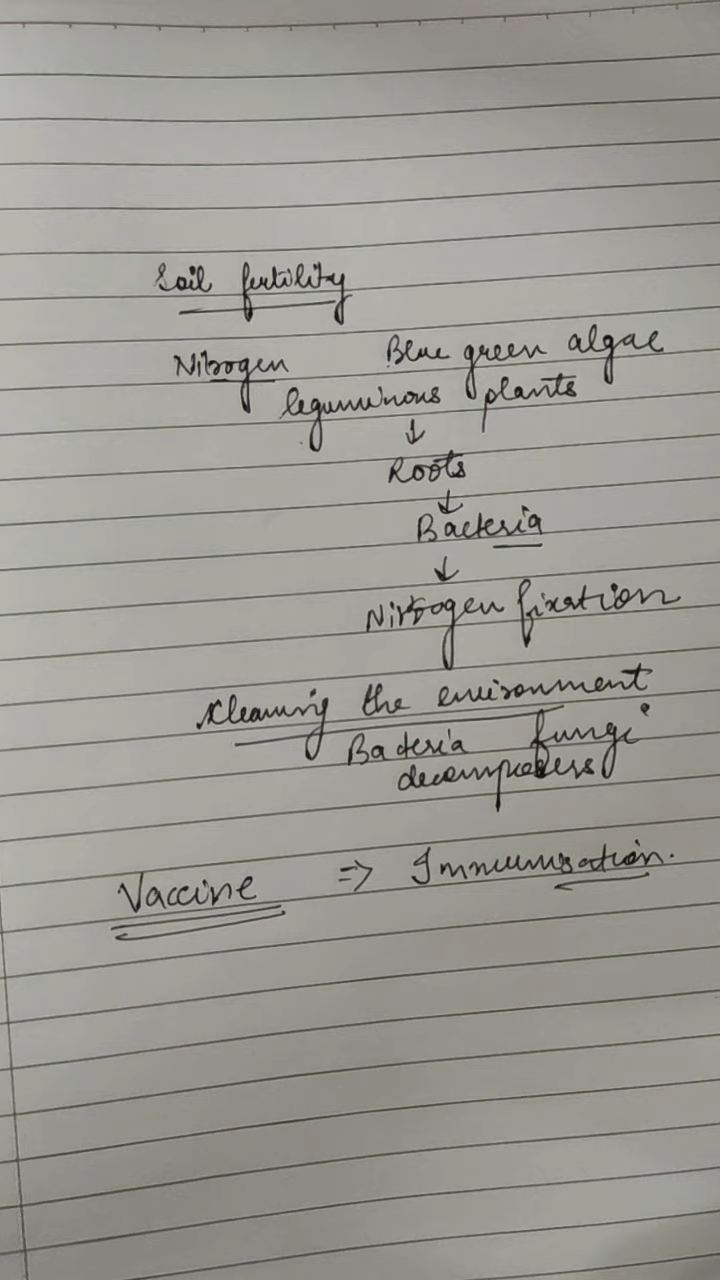 Soil fertility
Nitrogen Blue green algae
leguminous plants
↓
Roots
↓
Bacteria
↓
Nitrogen fixation
Cleaning the environment
Bacteria fungi
decomposers
Vaccine ⇒ Immunisation.